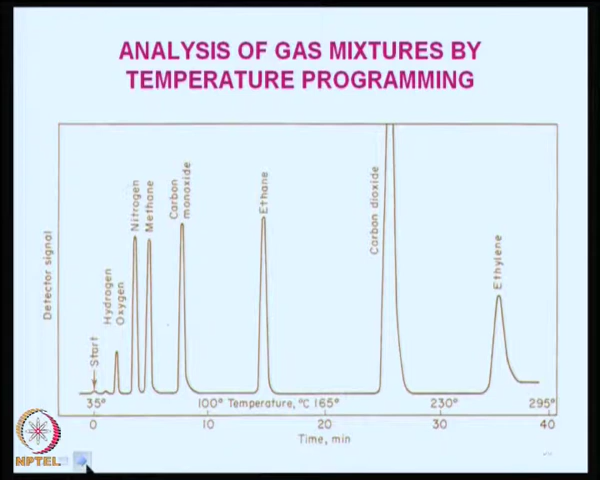 ANALYSIS OF GAS MIXTURES BY
TEMPERATURE PROGRAMMING
Detector signal
Start
Hydrogen
Oxygen
Nitrogen
Methane
Carbon
monoxide
Ethane
Carbon dioxide
Ethylene
35° 100° Temperature, °C 165° 230° 295°
0 10 20 30 40
Time, min
NPTEL